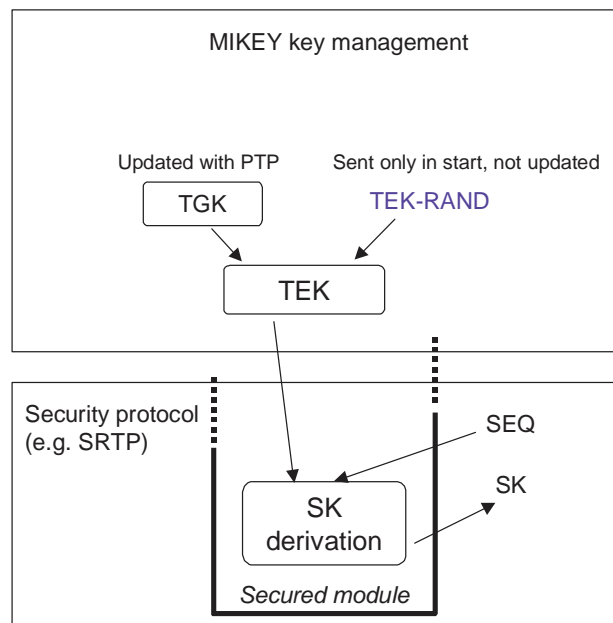 MIKEY key management
Updated with PTP
Sent only in start, not updated
TGK
TEK-RAND
TEK
Security protocol
(e.g. SRTP)
SEQ
SK
SK
derivation
Secured module